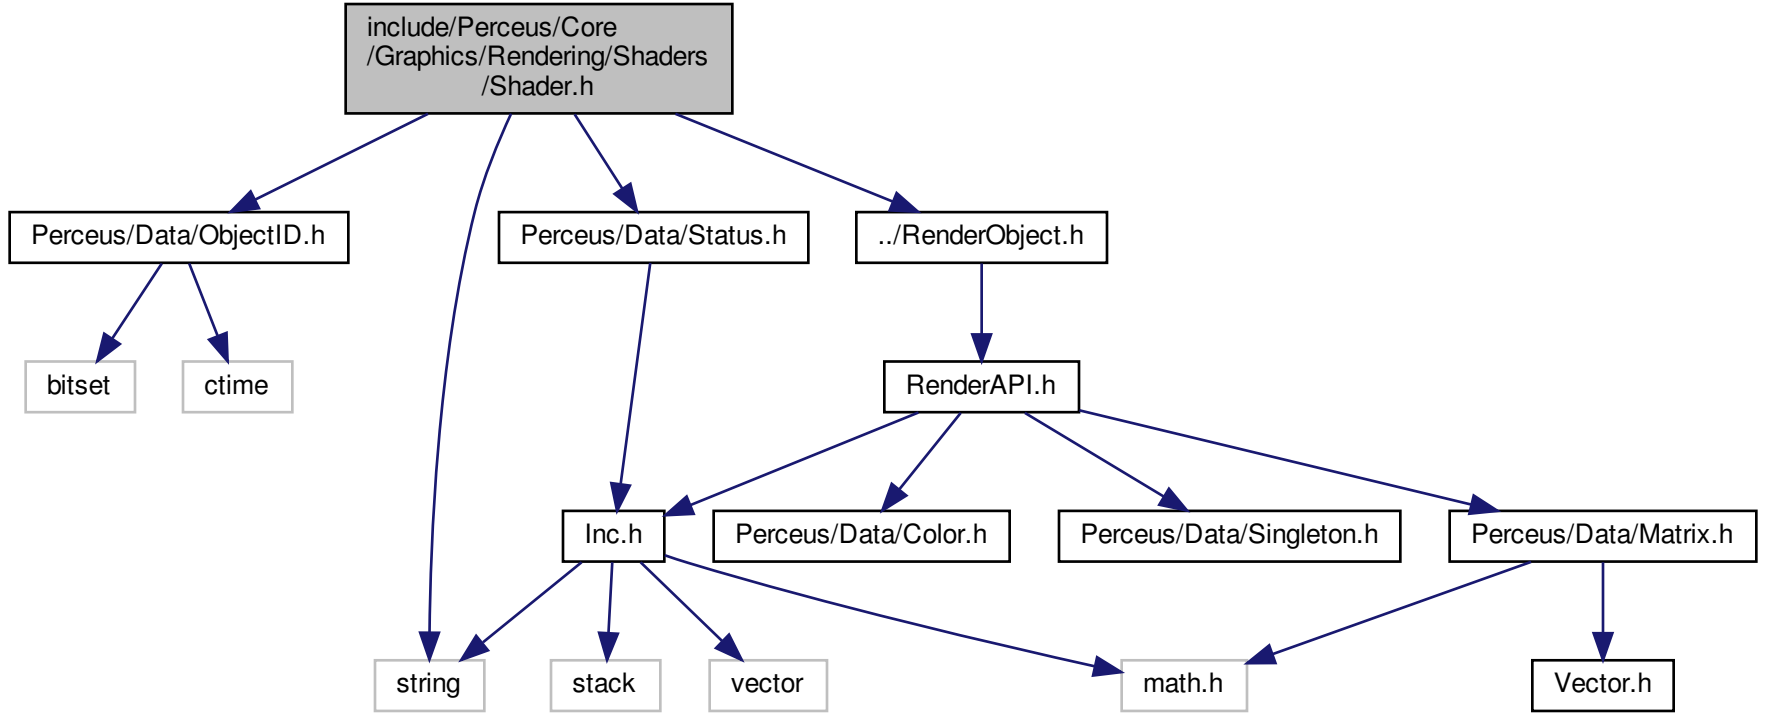 include/Perceus/Core
/Graphics/Rendering/Shaders
/Shader.h
Perceus/Data/ObjectID.h
Perceus/Data/Status.h
../RenderObject.h
bitset
ctime
RenderAPI.h
Inc.h
Perceus/Data/Color.h
Perceus/Data/Singleton.h
Perceus/Data/Matrix.h
string
stack
vector
math.h
Vector.h